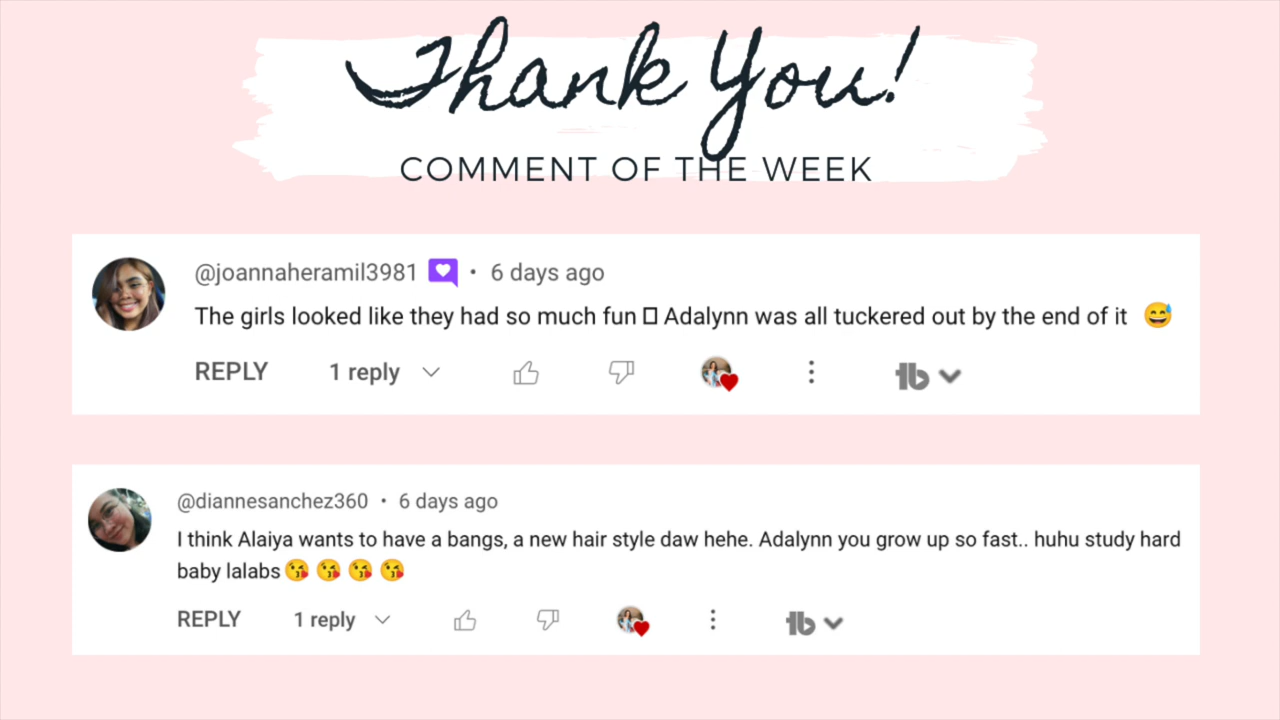 Thank You!
COMMENT OF THE WEEK
@joannaheramil3981 • 6 days ago
The girls looked like they had so much fun Adalynn was all tuckered out by the end of it 😅
REPLY 1 reply
@diannesanchez360 • 6 days ago
I think Alaiya wants to have a bangs, a new hair style daw hehe. Adalynn you grow up so fast.. huhu study hard
baby lalabs😘 😘 😘 😘
REPLY 1 reply